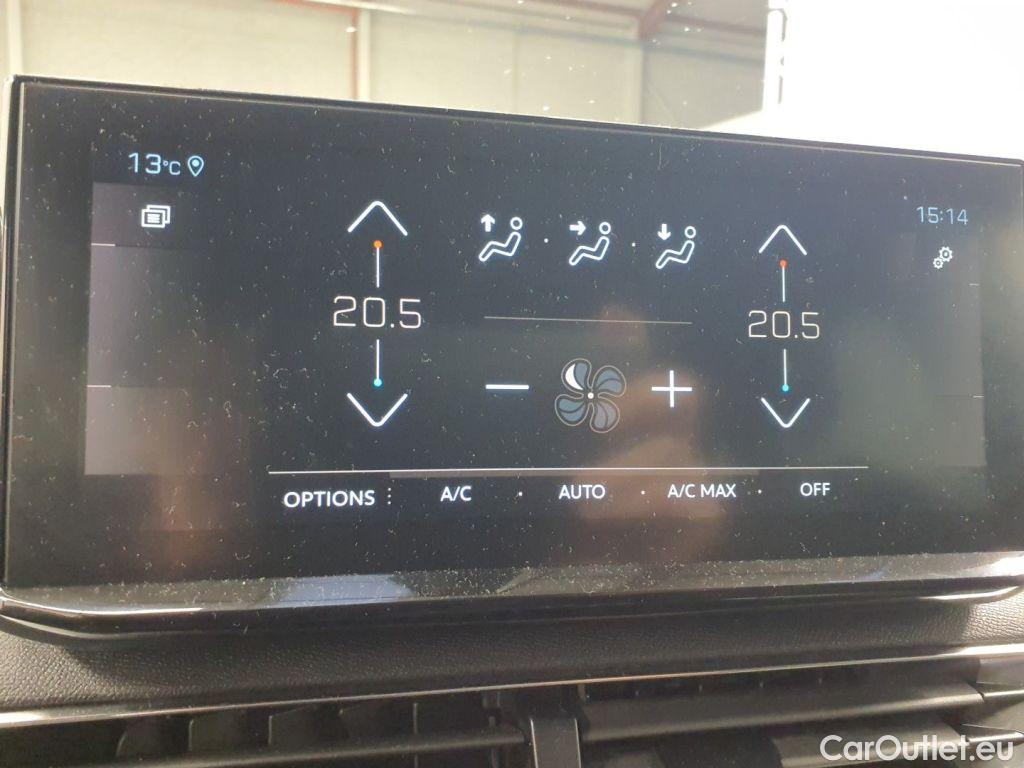 13°C
15:14
20.5
20.5
OPTIONS A/C AUTO A/C MAX OFF
CarOutlet.eu